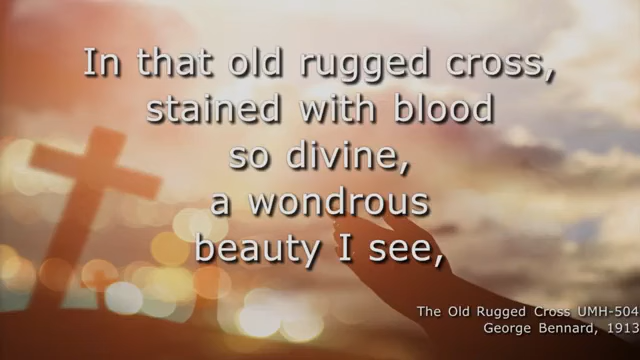 In that old rugged cross,
stained with blood
so divine,
a wondrous
beauty I see,
The Old Rugged Cross UMH-504
George Bennard, 1913